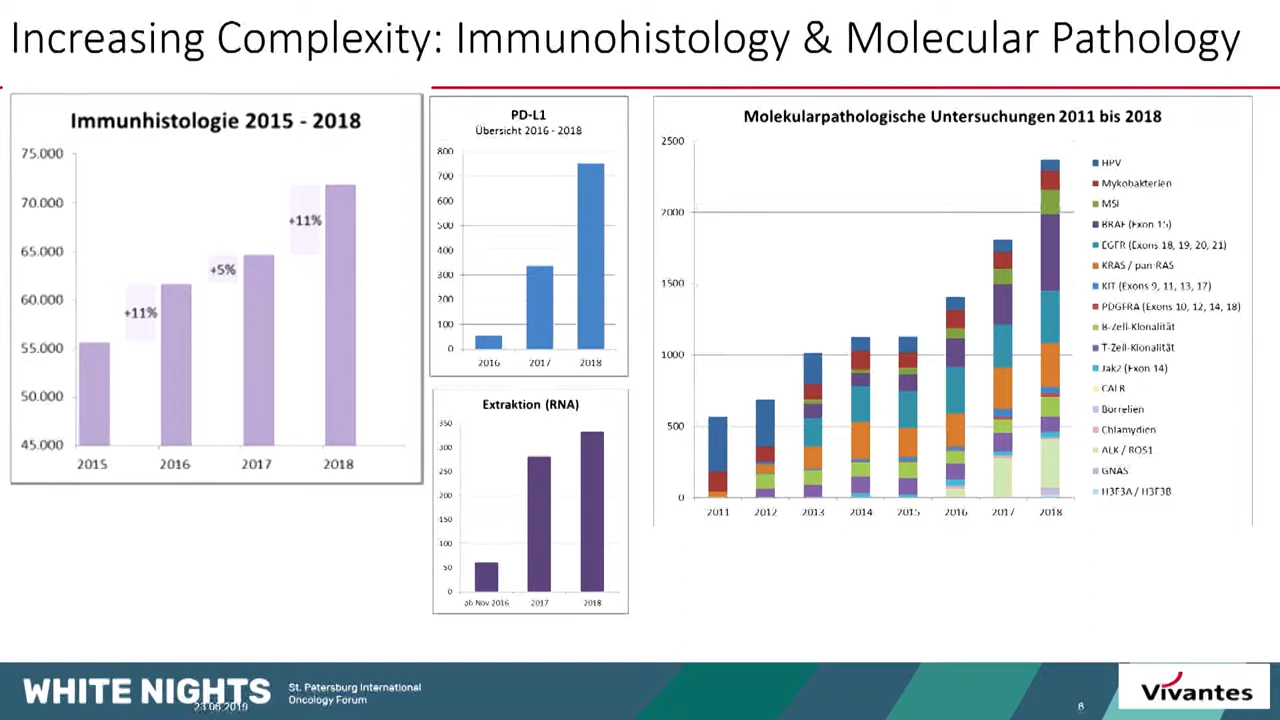 Increasing Complexity: Immunohistology & Molecular Pathology
Immunhistologie 2015 - 2018
75.000
70.000
65.000
60.000
55.000
50.000
45.000
+11%
+5%
+11%
2015 2016 2017 2018
PD-L1
Übersicht 2016 - 2018
800
700
600
500
400
300
200
100
0
2016 2017 2018
Extraktion (RNA)
350
300
250
200
150
100
50
0
ab Nov 2016 2017 2018
Molekularpathologische Untersuchungen 2011 bis 2018
2500
2000
1500
1000
500
0
2011 2012 2013 2014 2015 2016 2017 2018
HPV
Mykobakterien
MSI
BRAF (Exon 15)
EGFR (Exons 18, 19, 20, 21)
KRAS / pan-RAS
KIT (Exons 9, 11, 13, 17)
PDGFRA (Exons 10, 12, 14, 18)
B-Zell-Klonalität
T-Zell-Klonalität
Jak2 (Exon 14)
CALR
Borrelien
Chlamydien
ALK / ROS1
GNAS
H3F3A / H3F3B
WHITE NIGHTS
St. Petersburg International
Oncology Forum
23.06.2019
6
Vivantes